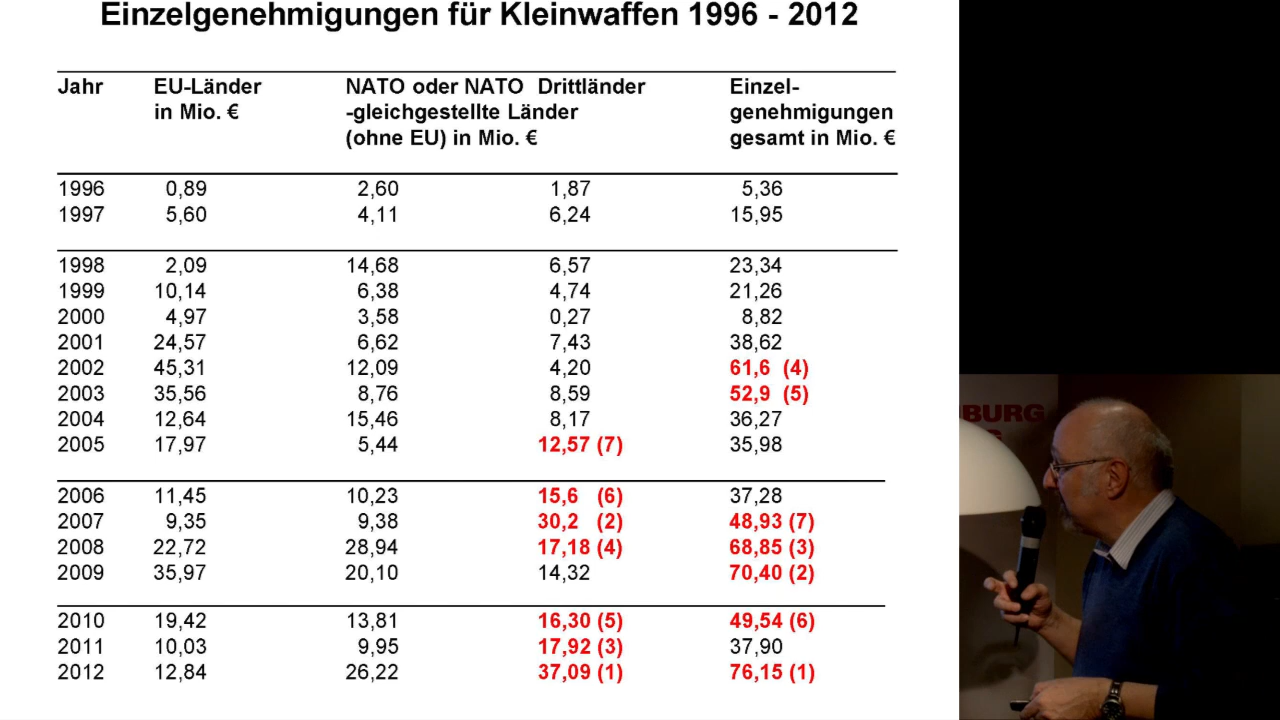 Einzelgenehmigungen für Kleinwaffen 1996 - 2012
Jahr EU-Länder NATO oder NATO Drittländer Einzel-
in Mio. € -gleichgestellte Länder genehmigungen
(ohne EU) in Mio. € gesamt in Mio. €
1996 0,89 2,60 1,87 5,36
1997 5,60 4,11 6,24 15,95
1998 2,09 14,68 6,57 23,34
1999 10,14 6,38 4,74 21,26
2000 4,97 3,58 0,27 8,82
2001 24,57 6,62 7,43 38,62
2002 45,31 12,09 4,20 61,6 (4)
2003 35,56 8,76 8,59 52,9 (5)
2004 12,64 15,46 8,17 36,27
2005 17,97 5,44 12,57 (7) 35,98
2006 11,45 10,23 15,6 (6) 37,28
2007 9,35 9,38 30,2 (2) 48,93 (7)
2008 22,72 28,94 17,18 (4) 68,85 (3)
2009 35,97 20,10 14,32 70,40 (2)
2010 19,42 13,81 16,30 (5) 49,54 (6)
2011 10,03 9,95 17,92 (3) 37,90
2012 12,84 26,22 37,09 (1) 76,15 (1)
BURG